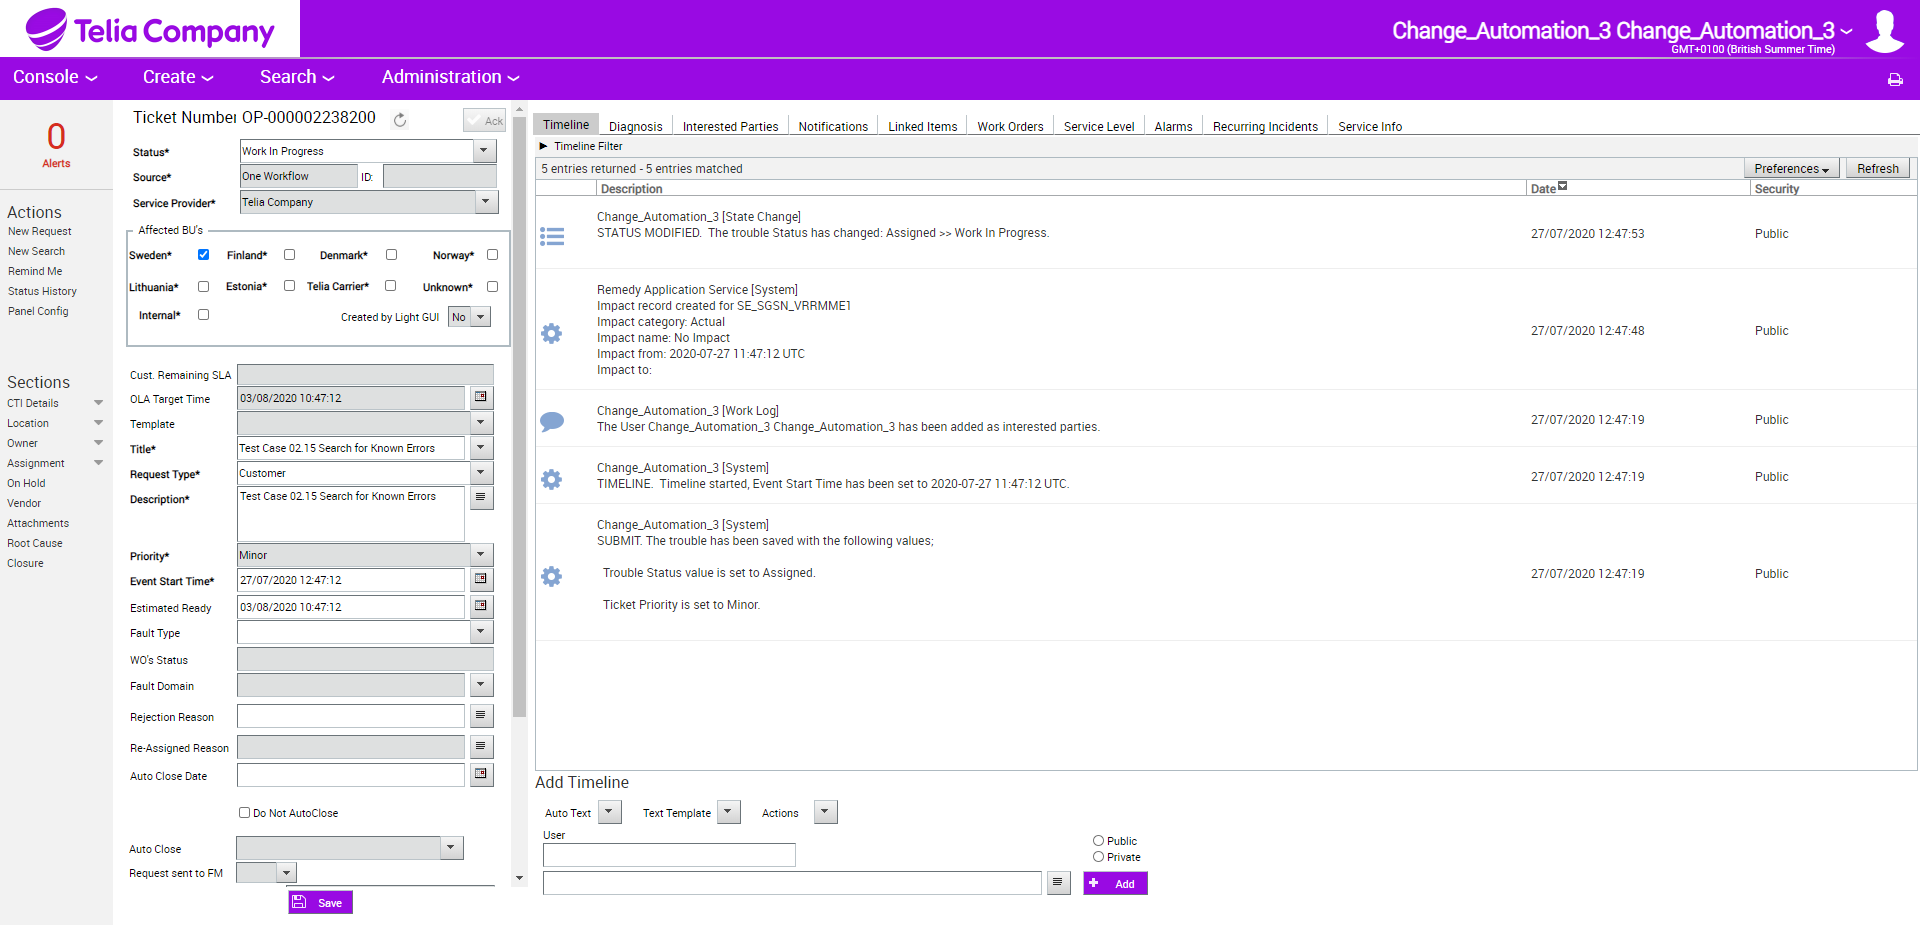 Telia Company
Change_Automation_3 Change_Automation_3
GMT+0100 (British Summer Time)
Console
Create
Search
Administration
0
Alerts
Actions
New Request
New Search
Remind Me
Status History
Panel Config
Sections
CTI Details
Location
Owner
Assignment
On Hold
Vendor
Attachments
Root Cause
Closure
Ticket Number OP-000002238200
Ack
Status* Work In Progress
Source* One Workflow ID:
Service Provider* Telia Company
Affected BU's
Sweden* Finland* Denmark* Norway*
Lithuania* Estonia* Telia Carrier* Unknown*
Internal* Created by Light GUI No
Cust. Remaining SLA
OLA Target Time 03/08/2020 10:47:12
Template
Title* Test Case 02.15 Search for Known Errors
Request Type* Customer
Description* Test Case 02.15 Search for Known Errors
Priority* Minor
Event Start Time* 27/07/2020 12:47:12
Estimated Ready 03/08/2020 10:47:12
Fault Type
WO's Status
Fault Domain
Rejection Reason
Re-Assigned Reason
Auto Close Date
Do Not AutoClose
Auto Close
Request sent to FM
Save
Timeline Diagnosis Interested Parties Notifications Linked Items Work Orders Service Level Alarms Recurring Incidents Service Info
Timeline Filter
5 entries returned - 5 entries matched Preferences Refresh
Description Date Security
Change_Automation_3 [State Change]
STATUS MODIFIED. The trouble Status has changed: Assigned >> Work In Progress.
27/07/2020 12:47:53 Public
Remedy Application Service [System]
Impact record created for SE_SGSN_VRRMME1
Impact category: Actual
Impact name: No Impact
Impact from: 2020-07-27 11:47:12 UTC
Impact to:
27/07/2020 12:47:48 Public
Change_Automation_3 [Work Log]
The User Change_Automation_3 Change_Automation_3 has been added as interested parties.
27/07/2020 12:47:19 Public
Change_Automation_3 [System]
TIMELINE. Timeline started, Event Start Time has been set to 2020-07-27 11:47:12 UTC.
27/07/2020 12:47:19 Public
Change_Automation_3 [System]
SUBMIT. The trouble has been saved with the following values;
Trouble Status value is set to Assigned.
Ticket Priority is set to Minor.
27/07/2020 12:47:19 Public
Add Timeline
Auto Text Text Template Actions
User
Public
Private
Add